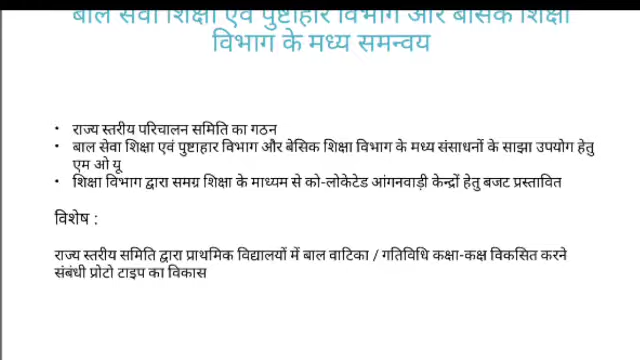 बाल सेवा शिक्षा एवं पुष्टाहार विभाग और बेसिक शिक्षा
विभाग के मध्य समन्वय
• राज्य स्तरीय परिचालन समिति का गठन
• बाल सेवा शिक्षा एवं पुष्टाहार विभाग और बेसिक शिक्षा विभाग के मध्य संसाधनों के साझा उपयोग हेतु
एम ओ यू
• शिक्षा विभाग द्वारा समग्र शिक्षा के माध्यम से को-लोकेटेड आंगनवाड़ी केन्द्रों हेतु बजट प्रस्तावित
विशेष :
राज्य स्तरीय समिति द्वारा प्राथमिक विद्यालयों में बाल वाटिका / गतिविधि कक्षा-कक्ष विकसित करने
संबंधी प्रोटो टाइप का विकास